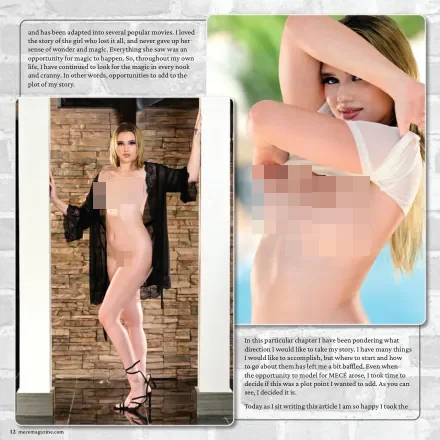 and has been adapted into several popular movies. I loved
the story of the girl who lost it all, and never gave up her
sense of wonder and magic. Everything she saw was an
opportunity for magic to happen. So, throughout my own
life, I have continued to look for the magic in every nook
and cranny. In other words, opportunities to add to the
plot of my story.
In this particular chapter I have been pondering what
direction I would like to take my story. I have many things
I would like to accomplish, but where to start and how
to go about them has left me a bit baffled. Even when
the opportunity to model for MECE arose, I took time to
decide if this was a plot point I wanted to add. As you can
see, I decided it was.
Today as I sit writing this article I am so happy I took the
12 mecemagazine.com